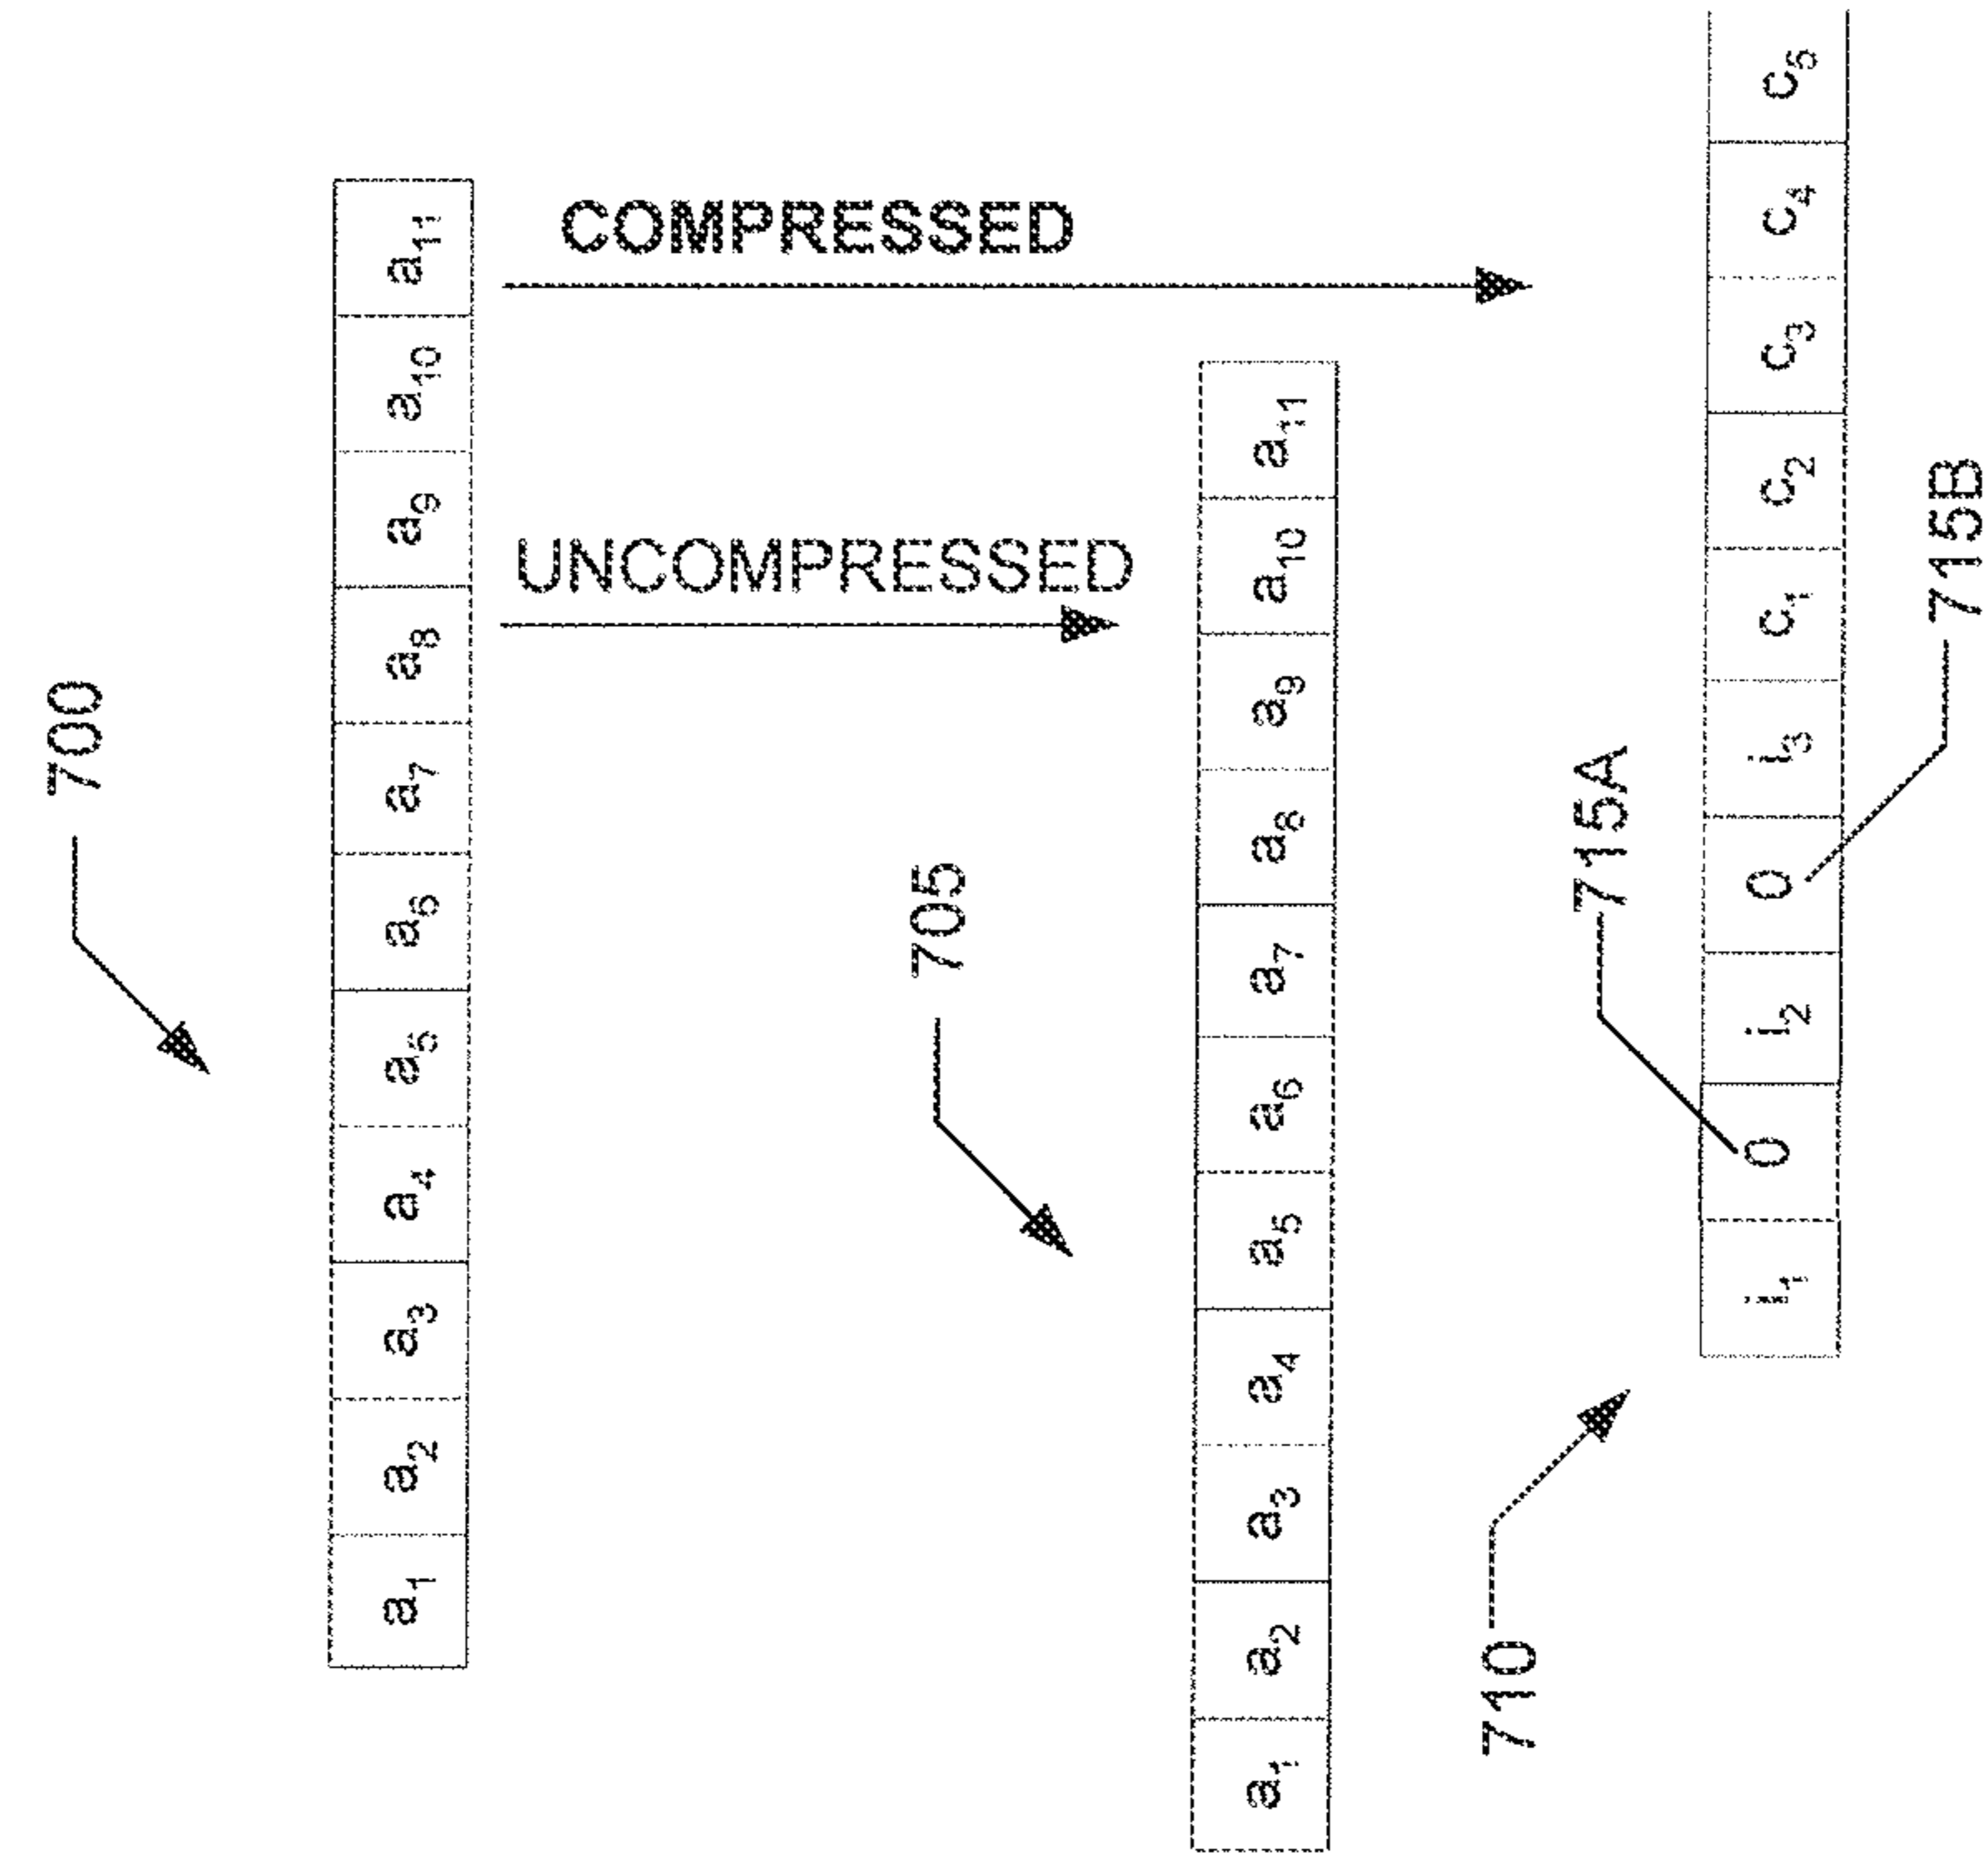 700
a₁ a₂ a₃ a₄ a₅ a₆ a₇ a₈ a₉ a₁₀ a₁₁
COMPRESSED
UNCOMPRESSED
705
a₁ a₂ a₃ a₄ a₅ a₆ a₇ a₈ a₉ a₁₀ a₁₁
710
715A
i₁ 0 i₂ 0 i₃ c₁ c₂ c₃ c₄ c₅
715B